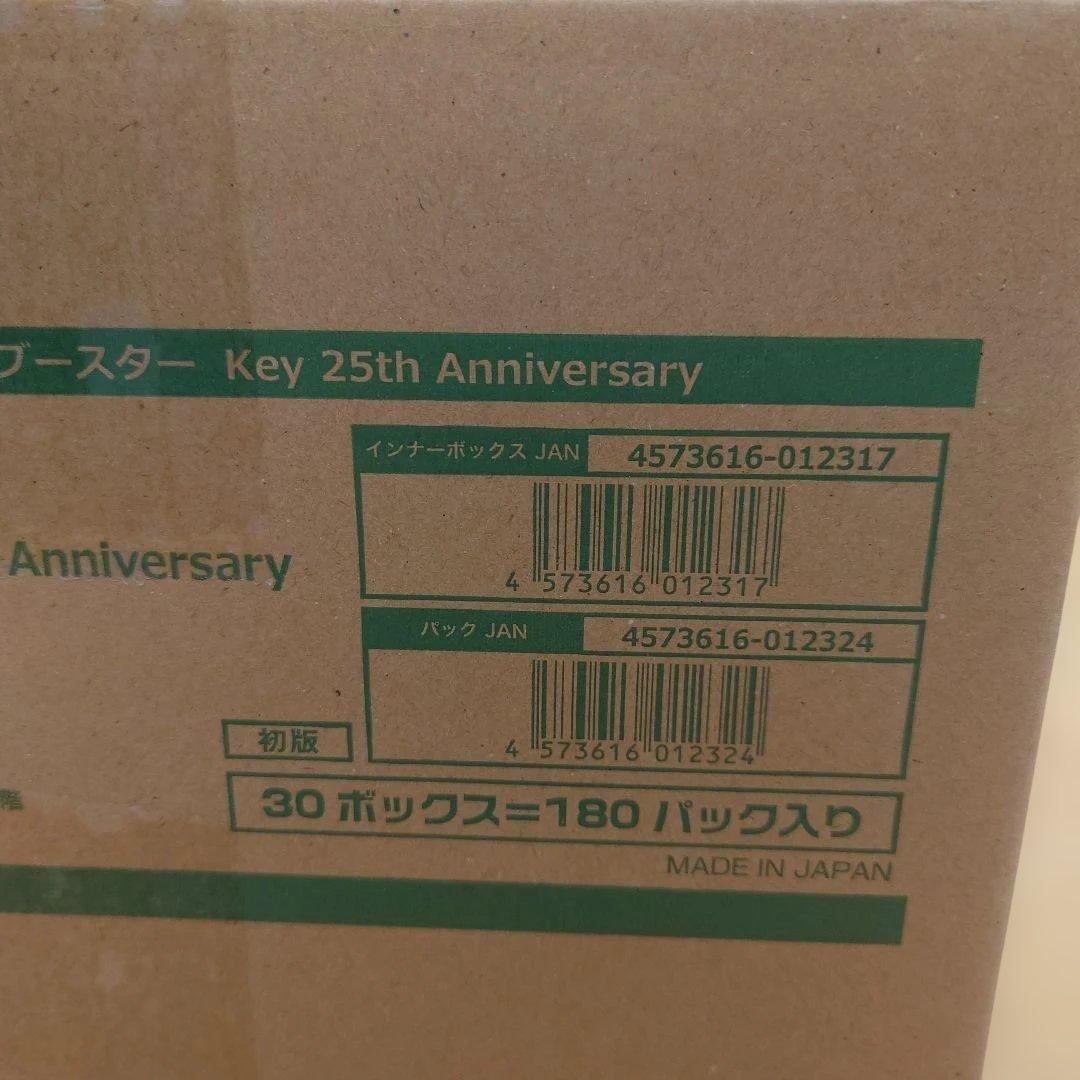 ブースター Key 25th Anniversary
インナーボックス JAN 4573616-012317
4 573616 012317
Anniversary
パック JAN 4573616-012324
4 573616 012324
初版
階
30 ボックス=180 パック入り
MADE IN JAPAN